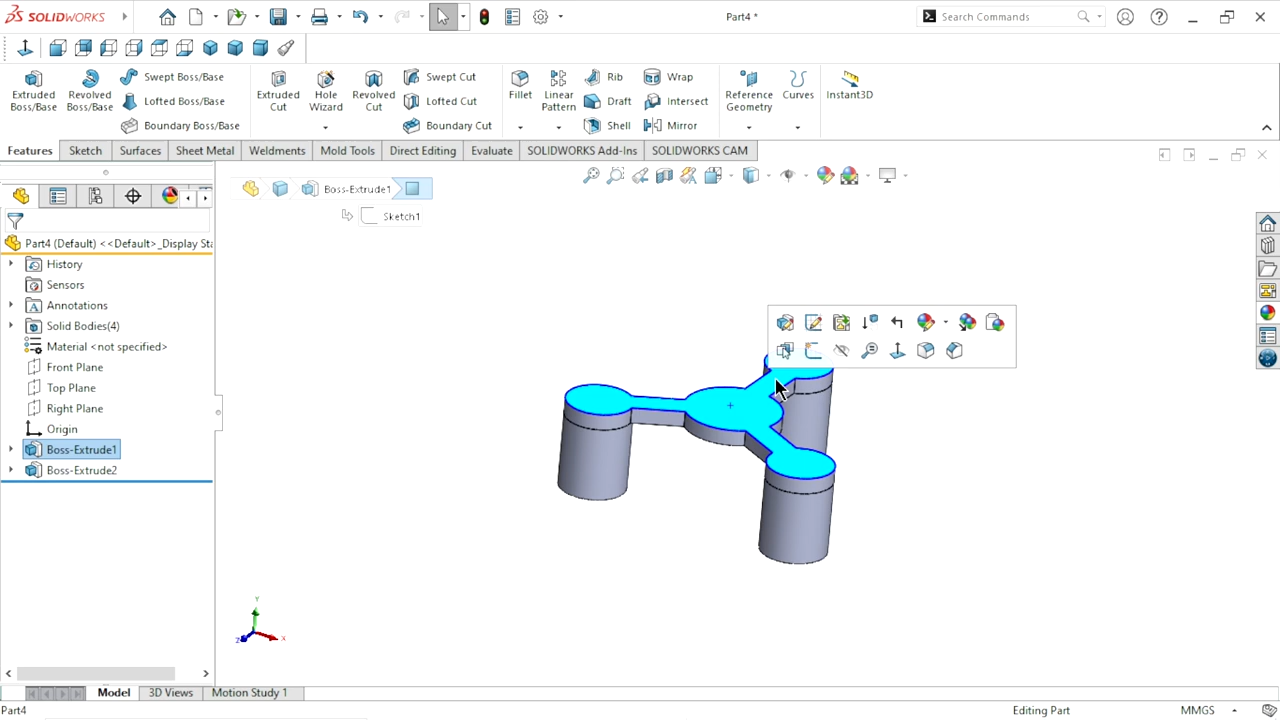 SOLIDWORKS
Part4 *
Search Commands
Extruded Boss/Base
Revolved Boss/Base
Swept Boss/Base
Lofted Boss/Base
Boundary Boss/Base
Extruded Cut
Hole Wizard
Revolved Cut
Swept Cut
Lofted Cut
Boundary Cut
Fillet
Linear Pattern
Rib
Draft
Shell
Wrap
Intersect
Mirror
Reference Geometry
Curves
Instant3D
Features Sketch Surfaces Sheet Metal Weldments Mold Tools Direct Editing Evaluate SOLIDWORKS Add-Ins SOLIDWORKS CAM
Boss-Extrude1
Sketch1
Part4 (Default) <<Default>_Display Sta
History
Sensors
Annotations
Solid Bodies(4)
Material <not specified>
Front Plane
Top Plane
Right Plane
Origin
Boss-Extrude1
Boss-Extrude2
Y
Z
X
Model 3D Views Motion Study 1
Part4
Editing Part
MMGS